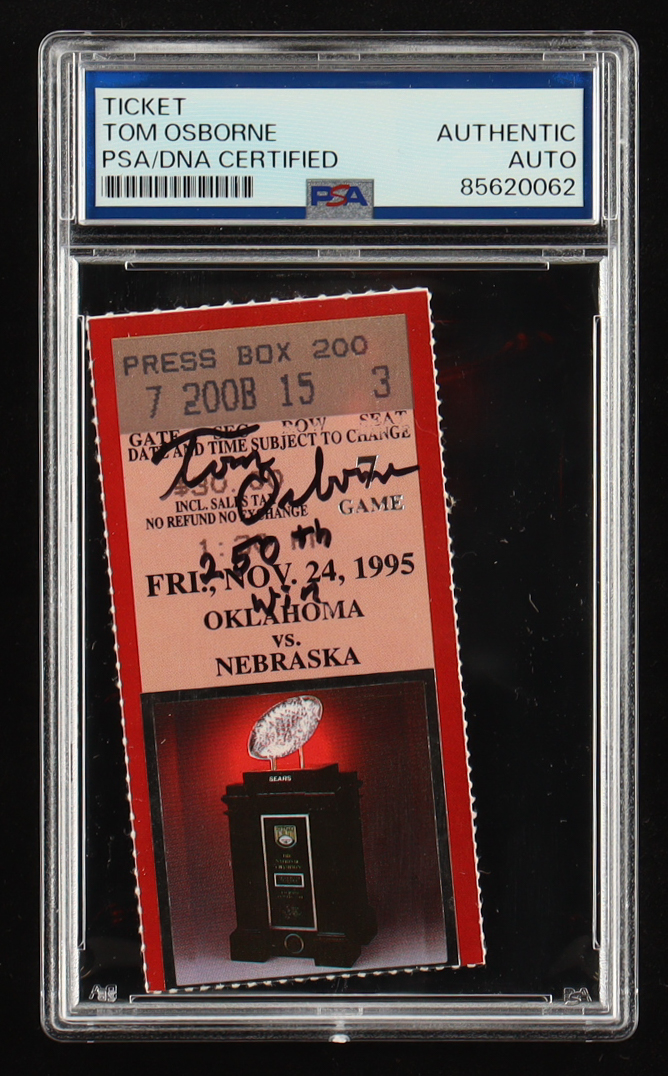 TICKET
TOM OSBORNE
PSA/DNA CERTIFIED
AUTHENTIC
AUTO
85620062
PSA
PRESS BOX 200
7 200B 15 3
GATE SEC ROW SEAT
DATE AND TIME SUBJECT TO CHANGE
Tom Osborne
7
GAME
INCL. SALES TAX
NO REFUND NO EXCHANGE
250th
win
FRI., NOV. 24, 1995
OKLAHOMA
vs.
NEBRASKA
SEARS
PSA